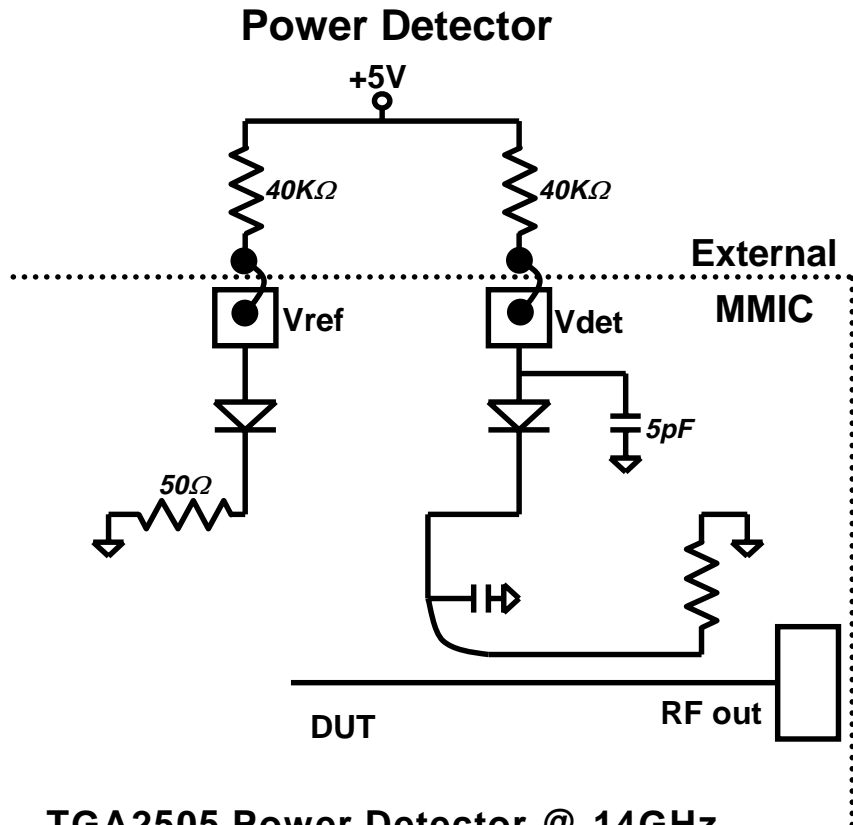 Power Detector
+5V
40KΩ
40KΩ
External
MMIC
Vref
Vdet
5pF
50Ω
RF out
DUT
TGA2505 Power Detector @ 14GHz